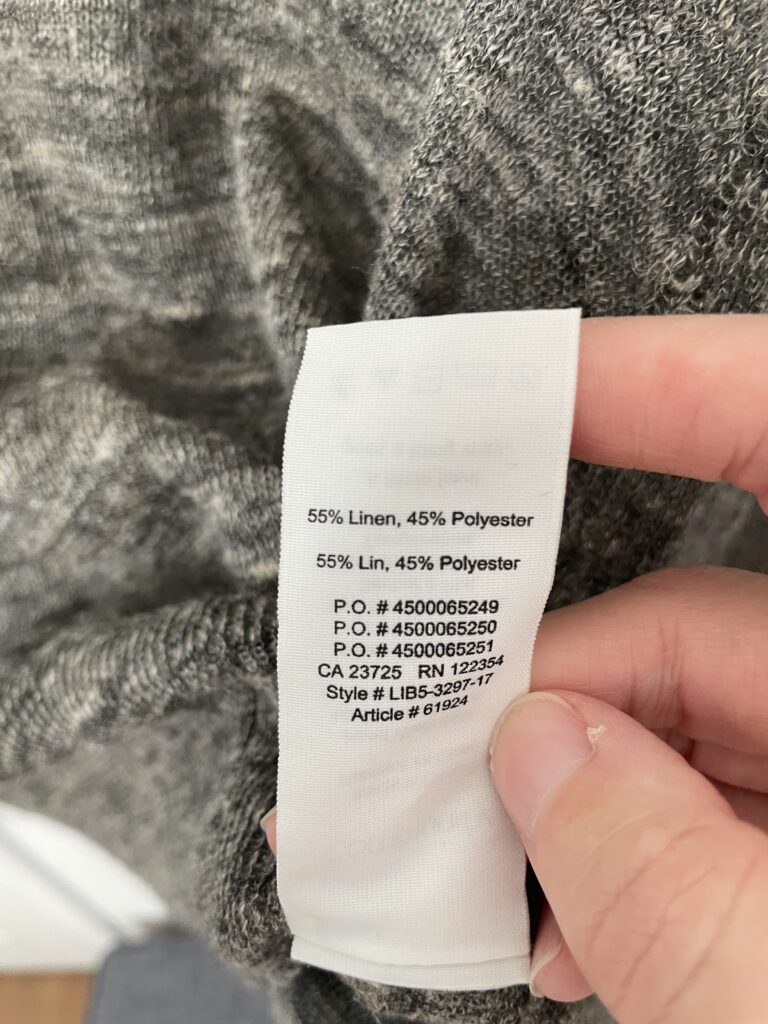 55% Linen, 45% Polyester
55% Lin, 45% Polyester
P.O. # 4500065249
P.O. # 4500065250
P.O. # 4500065251
CA 23725 RN 122354
Style # LIB5-3297-17
Article # 61924